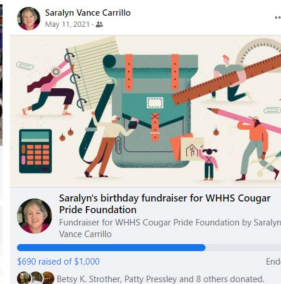 Saralyn Vance Carrillo
May 11, 2021 ·
Saralyn's birthday fundraiser for WHHS Cougar
Pride Foundation
Fundraiser for WHHS Cougar Pride Foundation by Saralyn
Vance Carrillo
$690 raised of $1,000
Ende
Betsy K. Strother, Patty Pressley and 8 others donated.